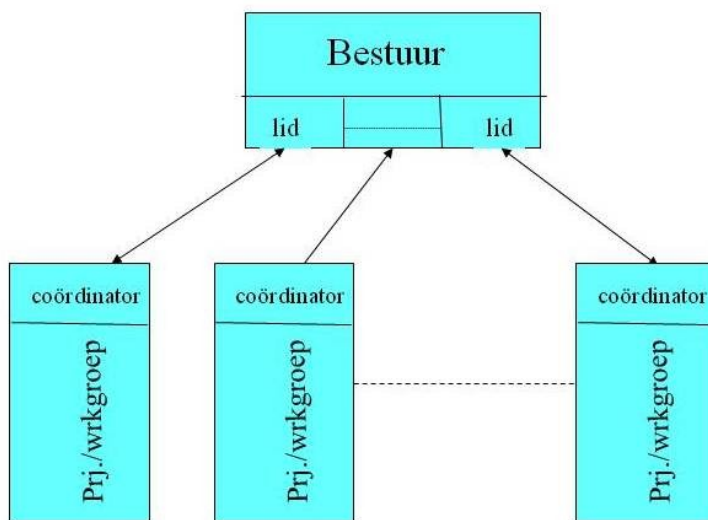 Bestuur
lid
lid
coördinator
coördinator
coördinator
Prj./wrkgroep
Prj./wrkgroep
Prj./wrkgroep